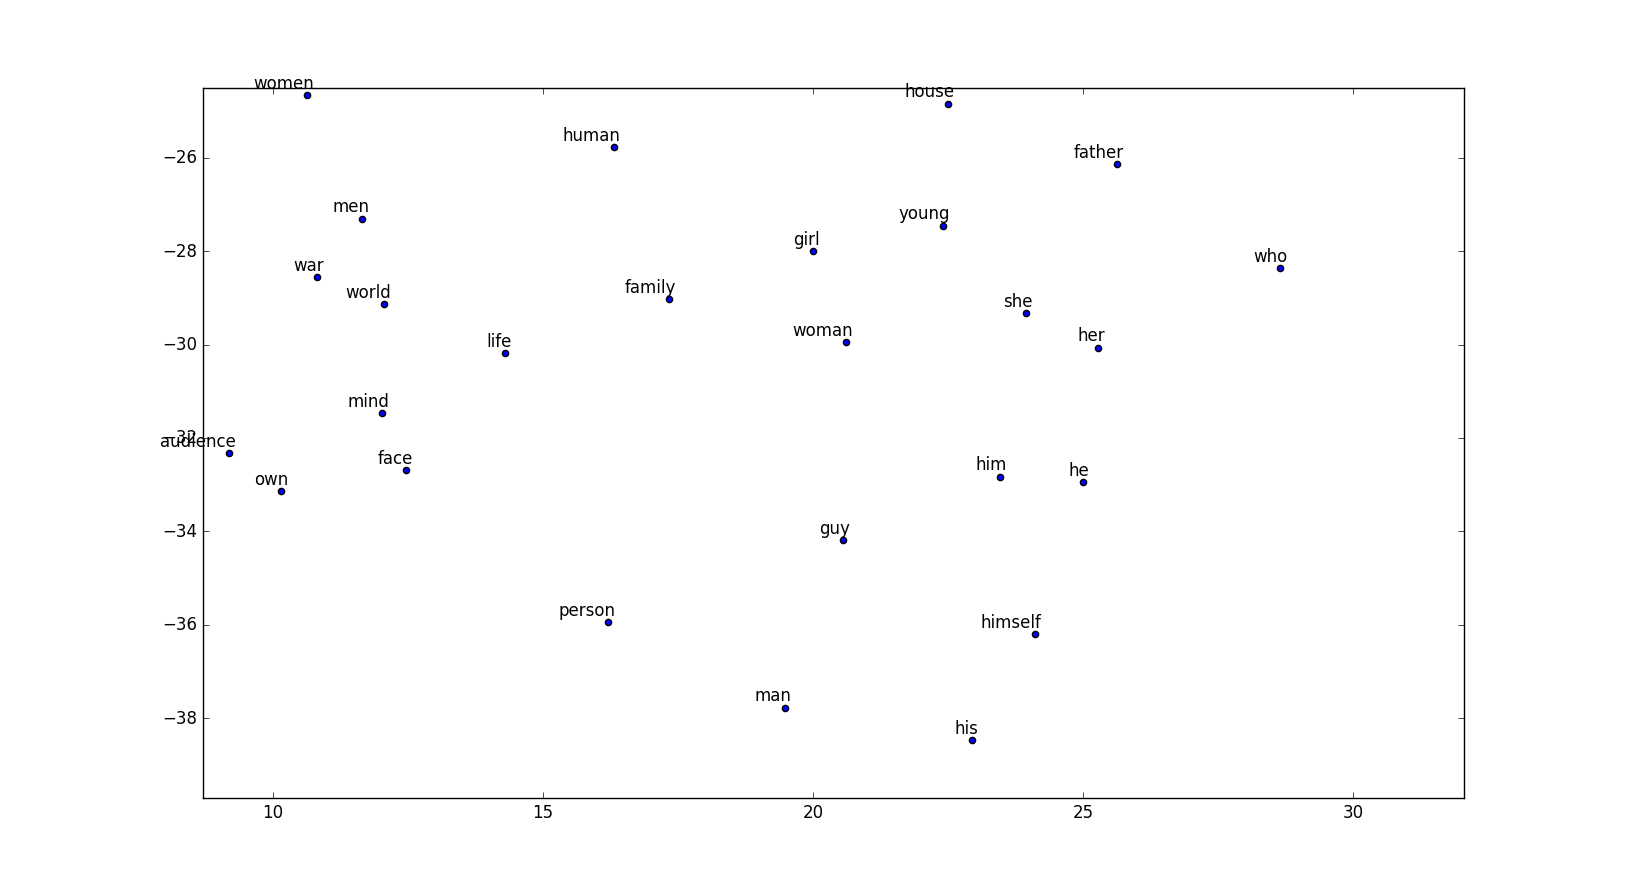 women
house
human
father
−26
men
young
girl
−28
who
war
family
world
she
woman
her
life
−30
mind
audience
−32
face
him
he
own
guy
−34
person
himself
−36
man
−38
his
10
15
20
25
30